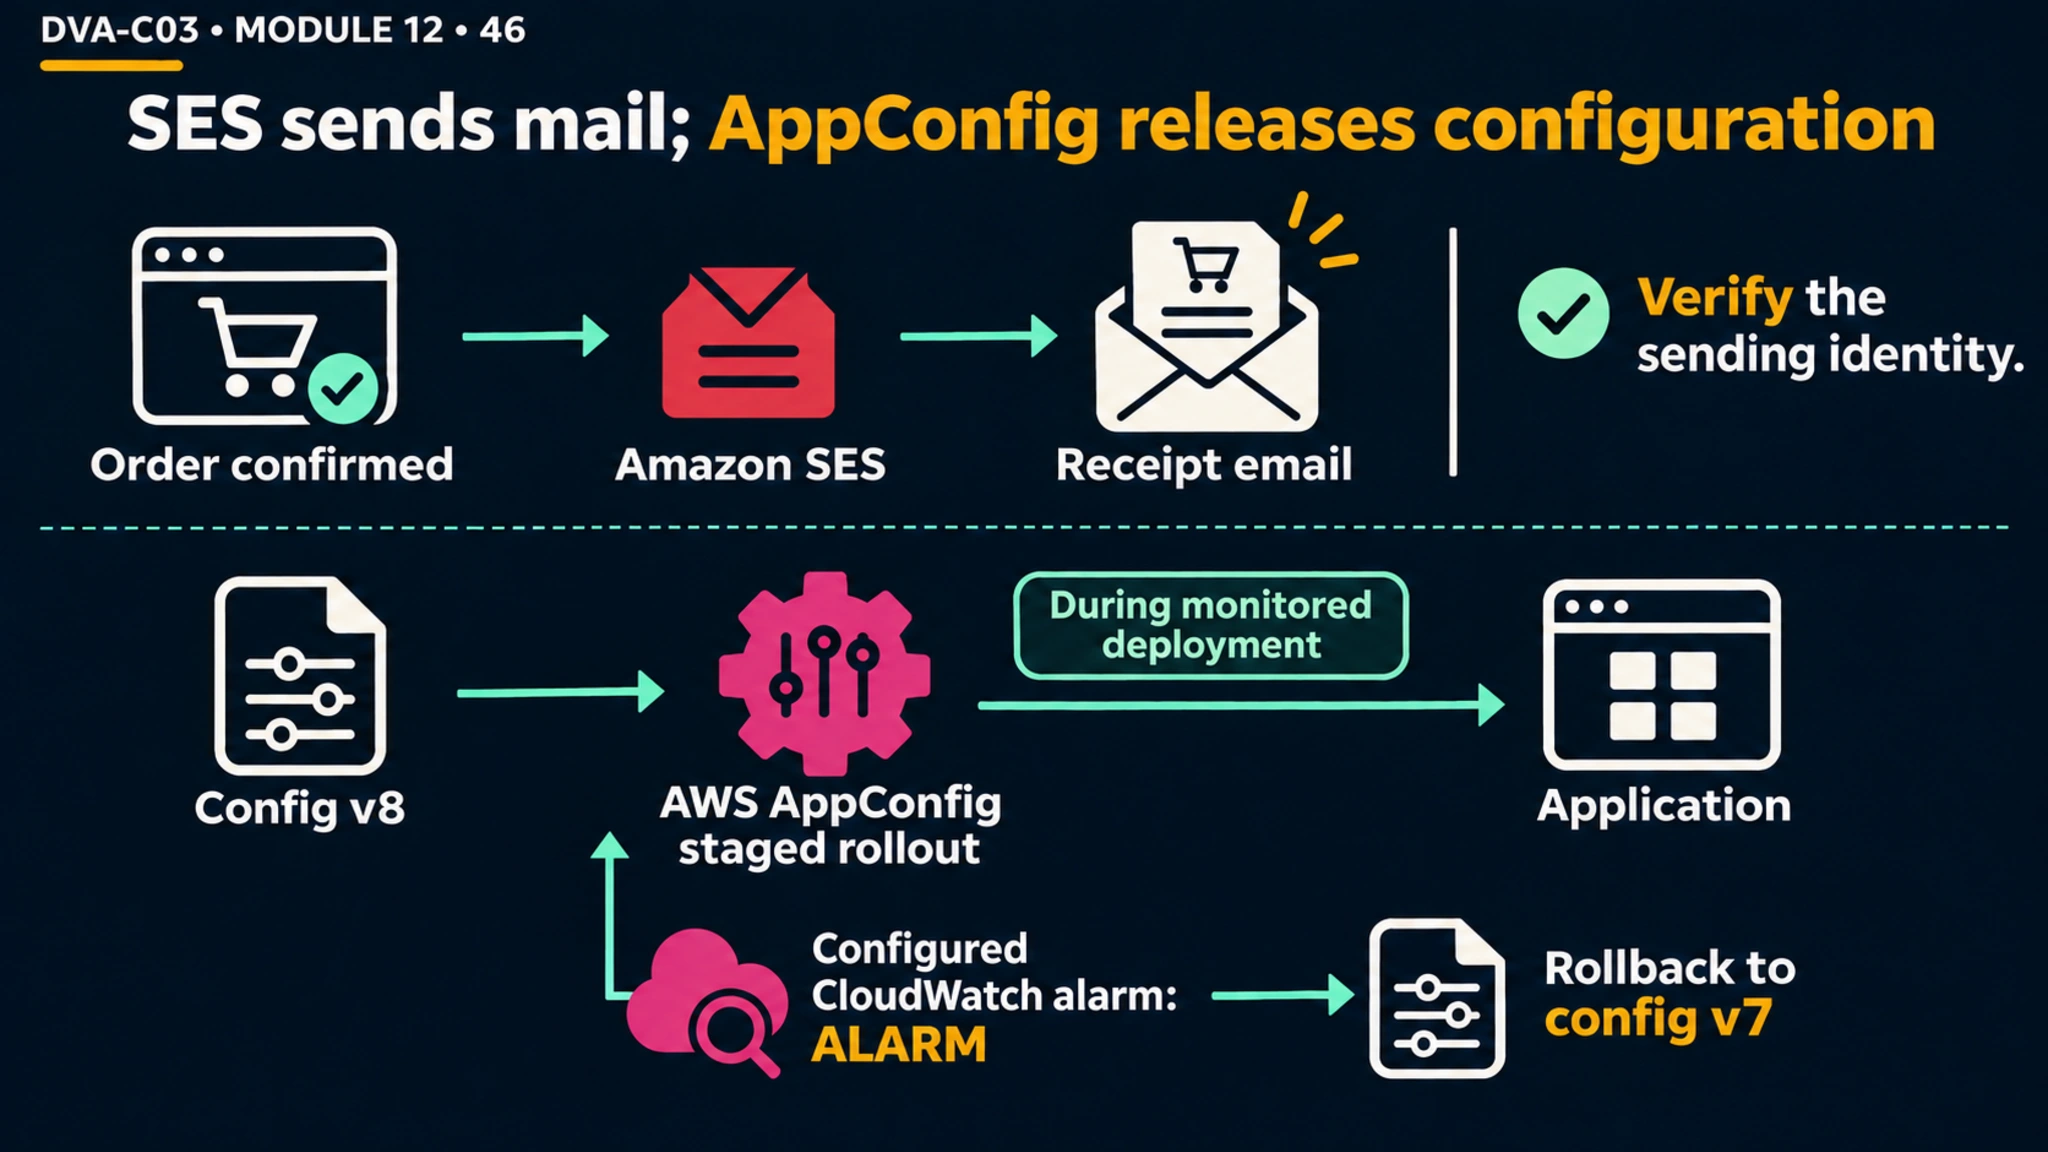 DVA-C03 • MODULE 12 • 46
SES sends mail; AppConfig releases configuration
Order confirmed
Amazon SES
Receipt email
Verify the
sending identity.
Config v8
AWS AppConfig
staged rollout
During monitored
deployment
Application
Configured
CloudWatch alarm:
ALARM
Rollback to
config v7